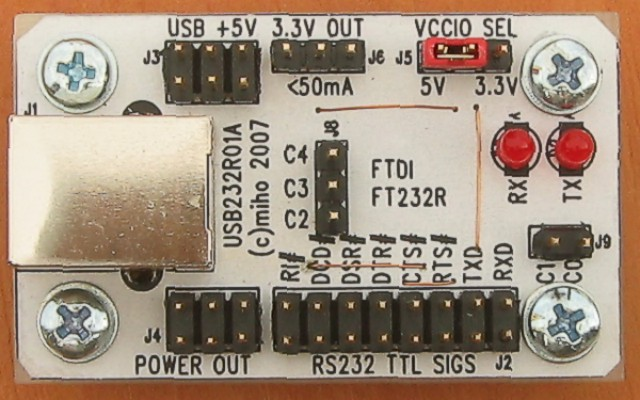 USB +5V 3.3V OUT VCCIO SEL
J3 J6 J5
<50mA 5V 3.3V
J1
J8
C4
C3
C2
FTDI
FT232R
USB232R01A
(c)miho 2007
RX
TX
J9
C1 C0
RI# DCD# DSR# DTR# CTS# RTS# TXD RXD
J4
POWER OUT RS232 TTL SIGS J2